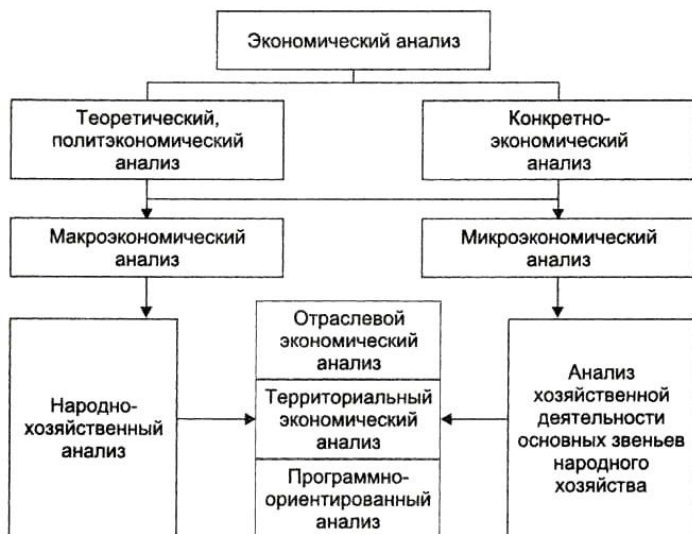 Экономический анализ
Теоретический,
политэкономический
анализ
Конкретно-
экономический
анализ
Макроэкономический
анализ
Микроэкономический
анализ
Народно-
хозяйственный
анализ
Отраслевой
экономический
анализ
Территориальный
экономический
анализ
Программно-
ориентированный
анализ
Анализ
хозяйственной
деятельности
основных звеньев
народного
хозяйства